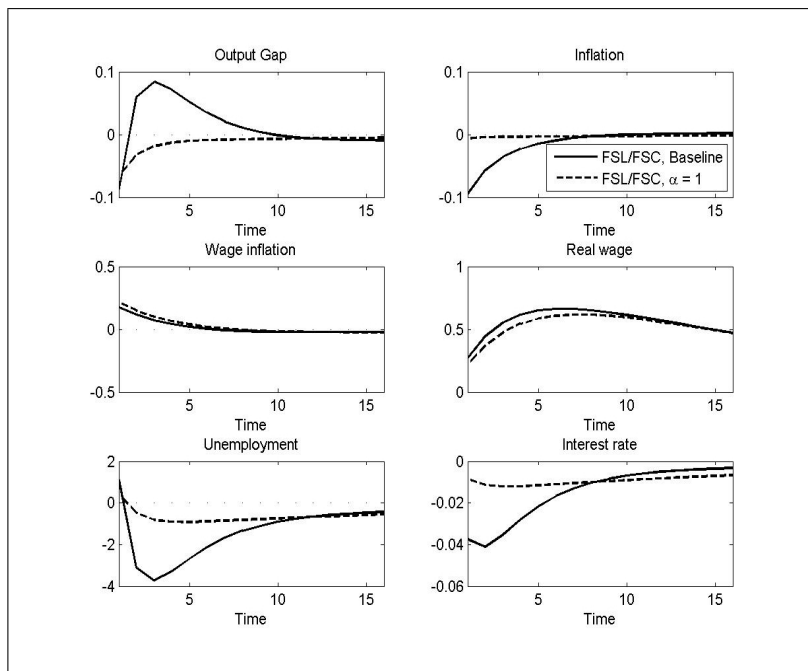 Output Gap
0.1
0
-0.1
5
10
15
Time
Inflation
0.1
0
-0.1
5
10
15
Time
FSL/FSC, Baseline
FSL/FSC, α = 1
Wage inflation
0.5
0
-0.5
5
10
15
Time
Real wage
1
0.5
0
5
10
15
Time
Unemployment
2
0
-2
-4
5
10
15
Time
Interest rate
0
-0.02
-0.04
-0.06
5
10
15
Time